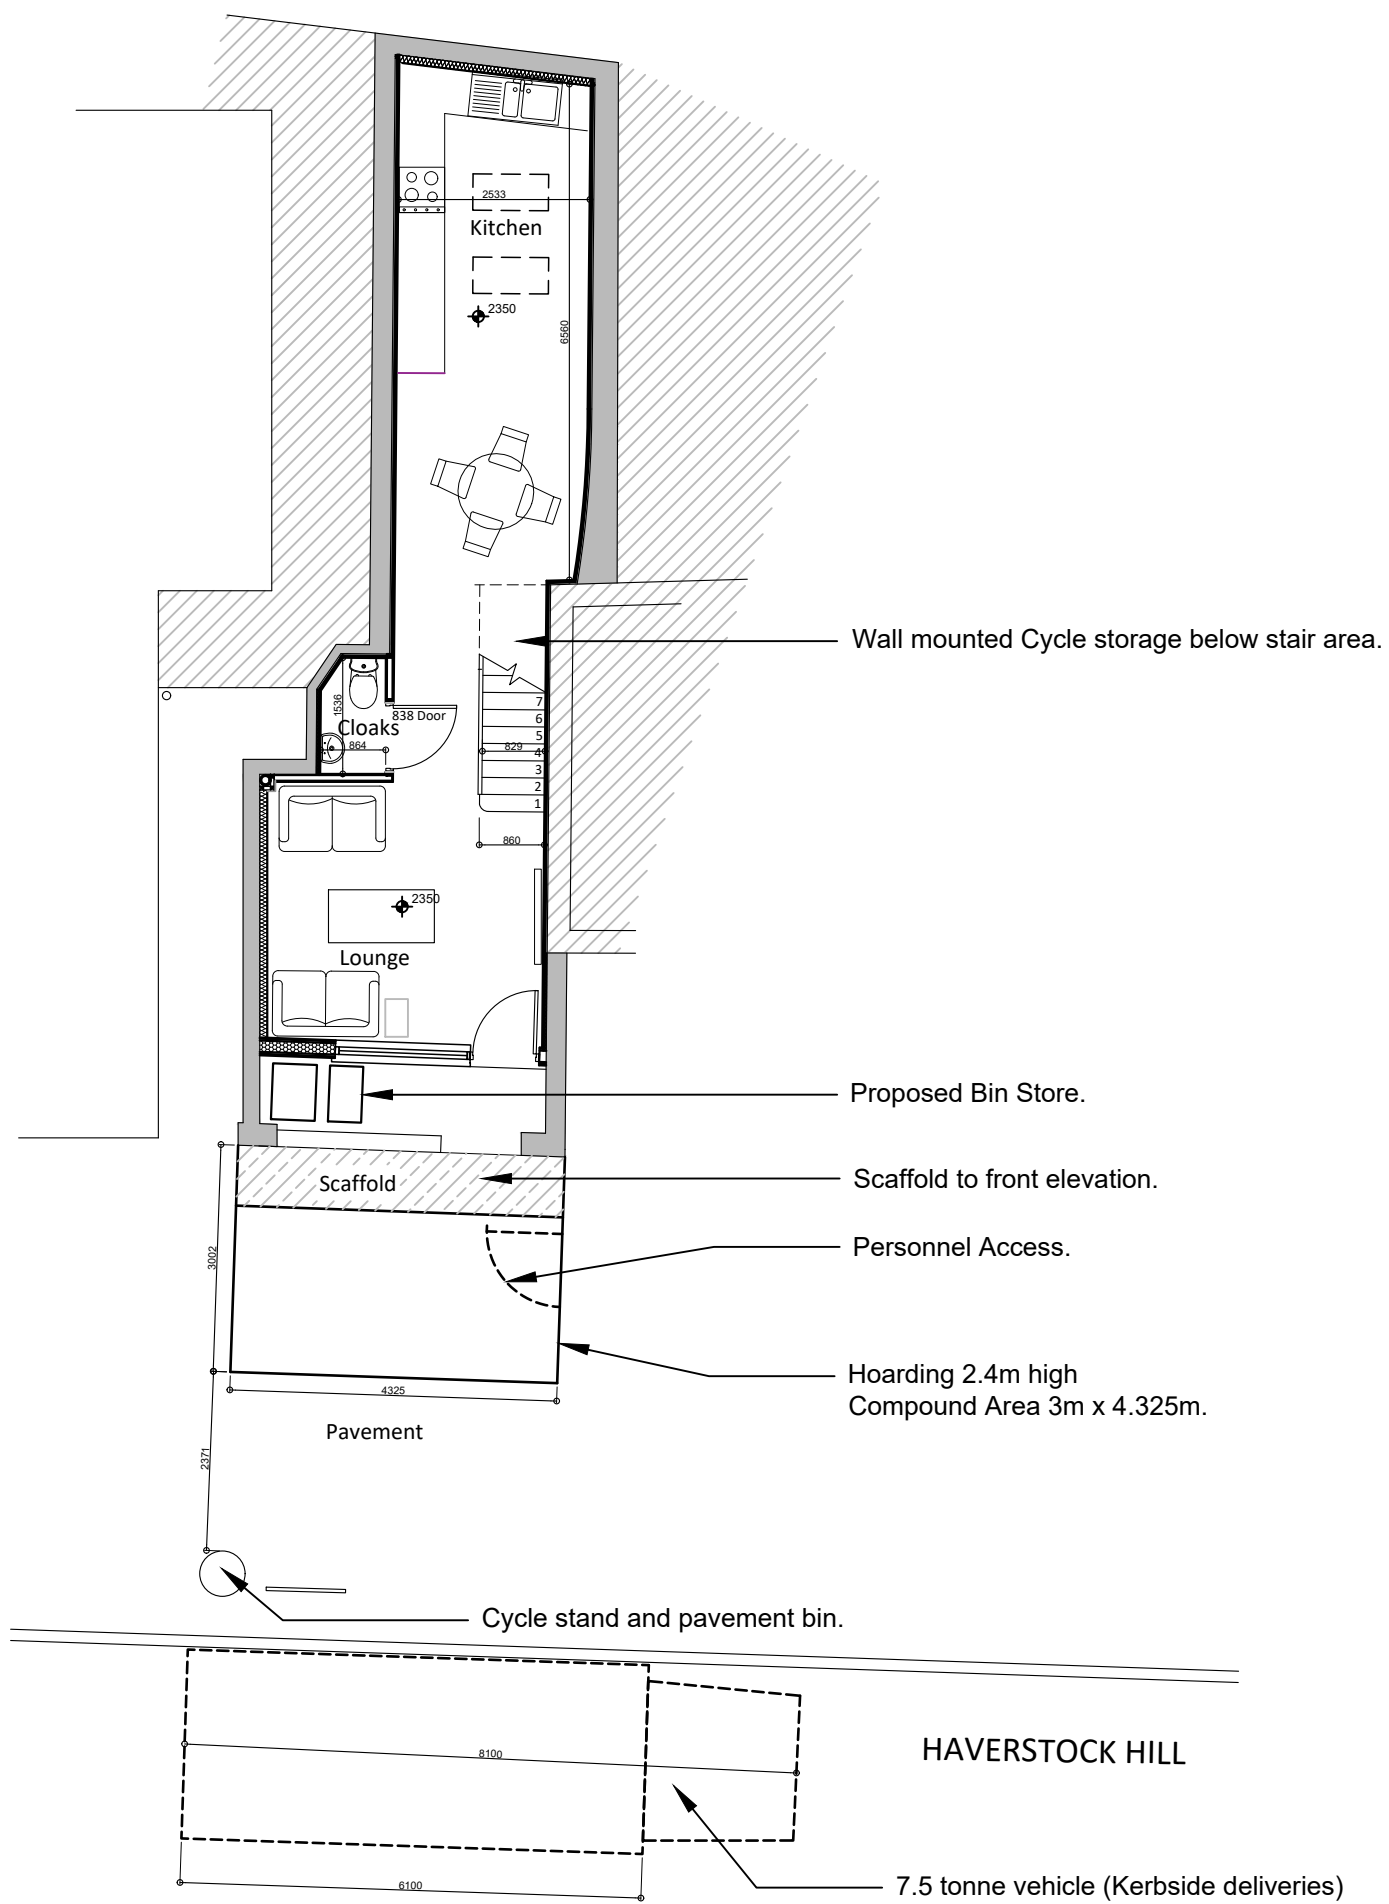 2533
Kitchen
2350
6560
Wall mounted Cycle storage below stair area.
1536
Cloaks
838 Door
864
829
7
6
5
4
3
2
1
860
2350
Lounge
Proposed Bin Store.
Scaffold
Scaffold to front elevation.
Personnel Access.
3002
Hoarding 2.4m high
Compound Area 3m x 4.325m.
4325
Pavement
2371
Cycle stand and pavement bin.
HAVERSTOCK HILL
8100
6100
7.5 tonne vehicle (Kerbside deliveries)